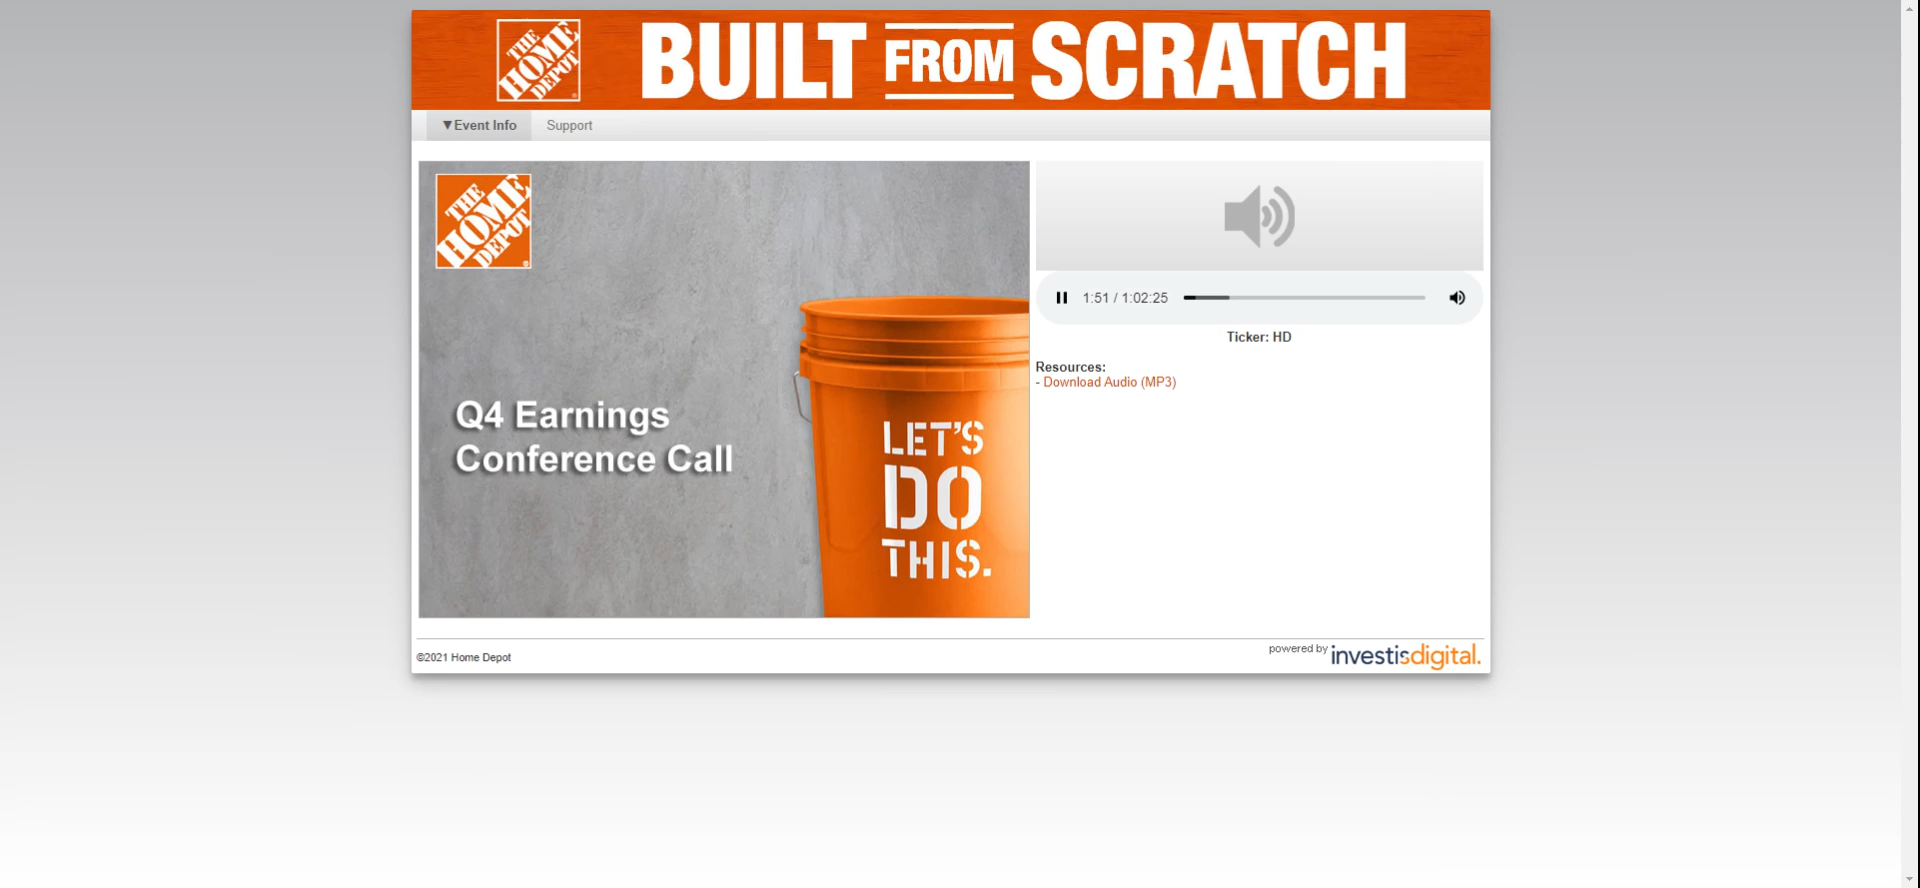 THE
HOME
DEPOT
BUILT FROM SCRATCH
▼Event Info
Support
THE
HOME
DEPOT
®
Q4 Earnings
Conference Call
LET'S
DO
THIS.
1:51 / 1:02:25
Ticker: HD
Resources:
- Download Audio (MP3)
©2021 Home Depot
powered by investisdigital.